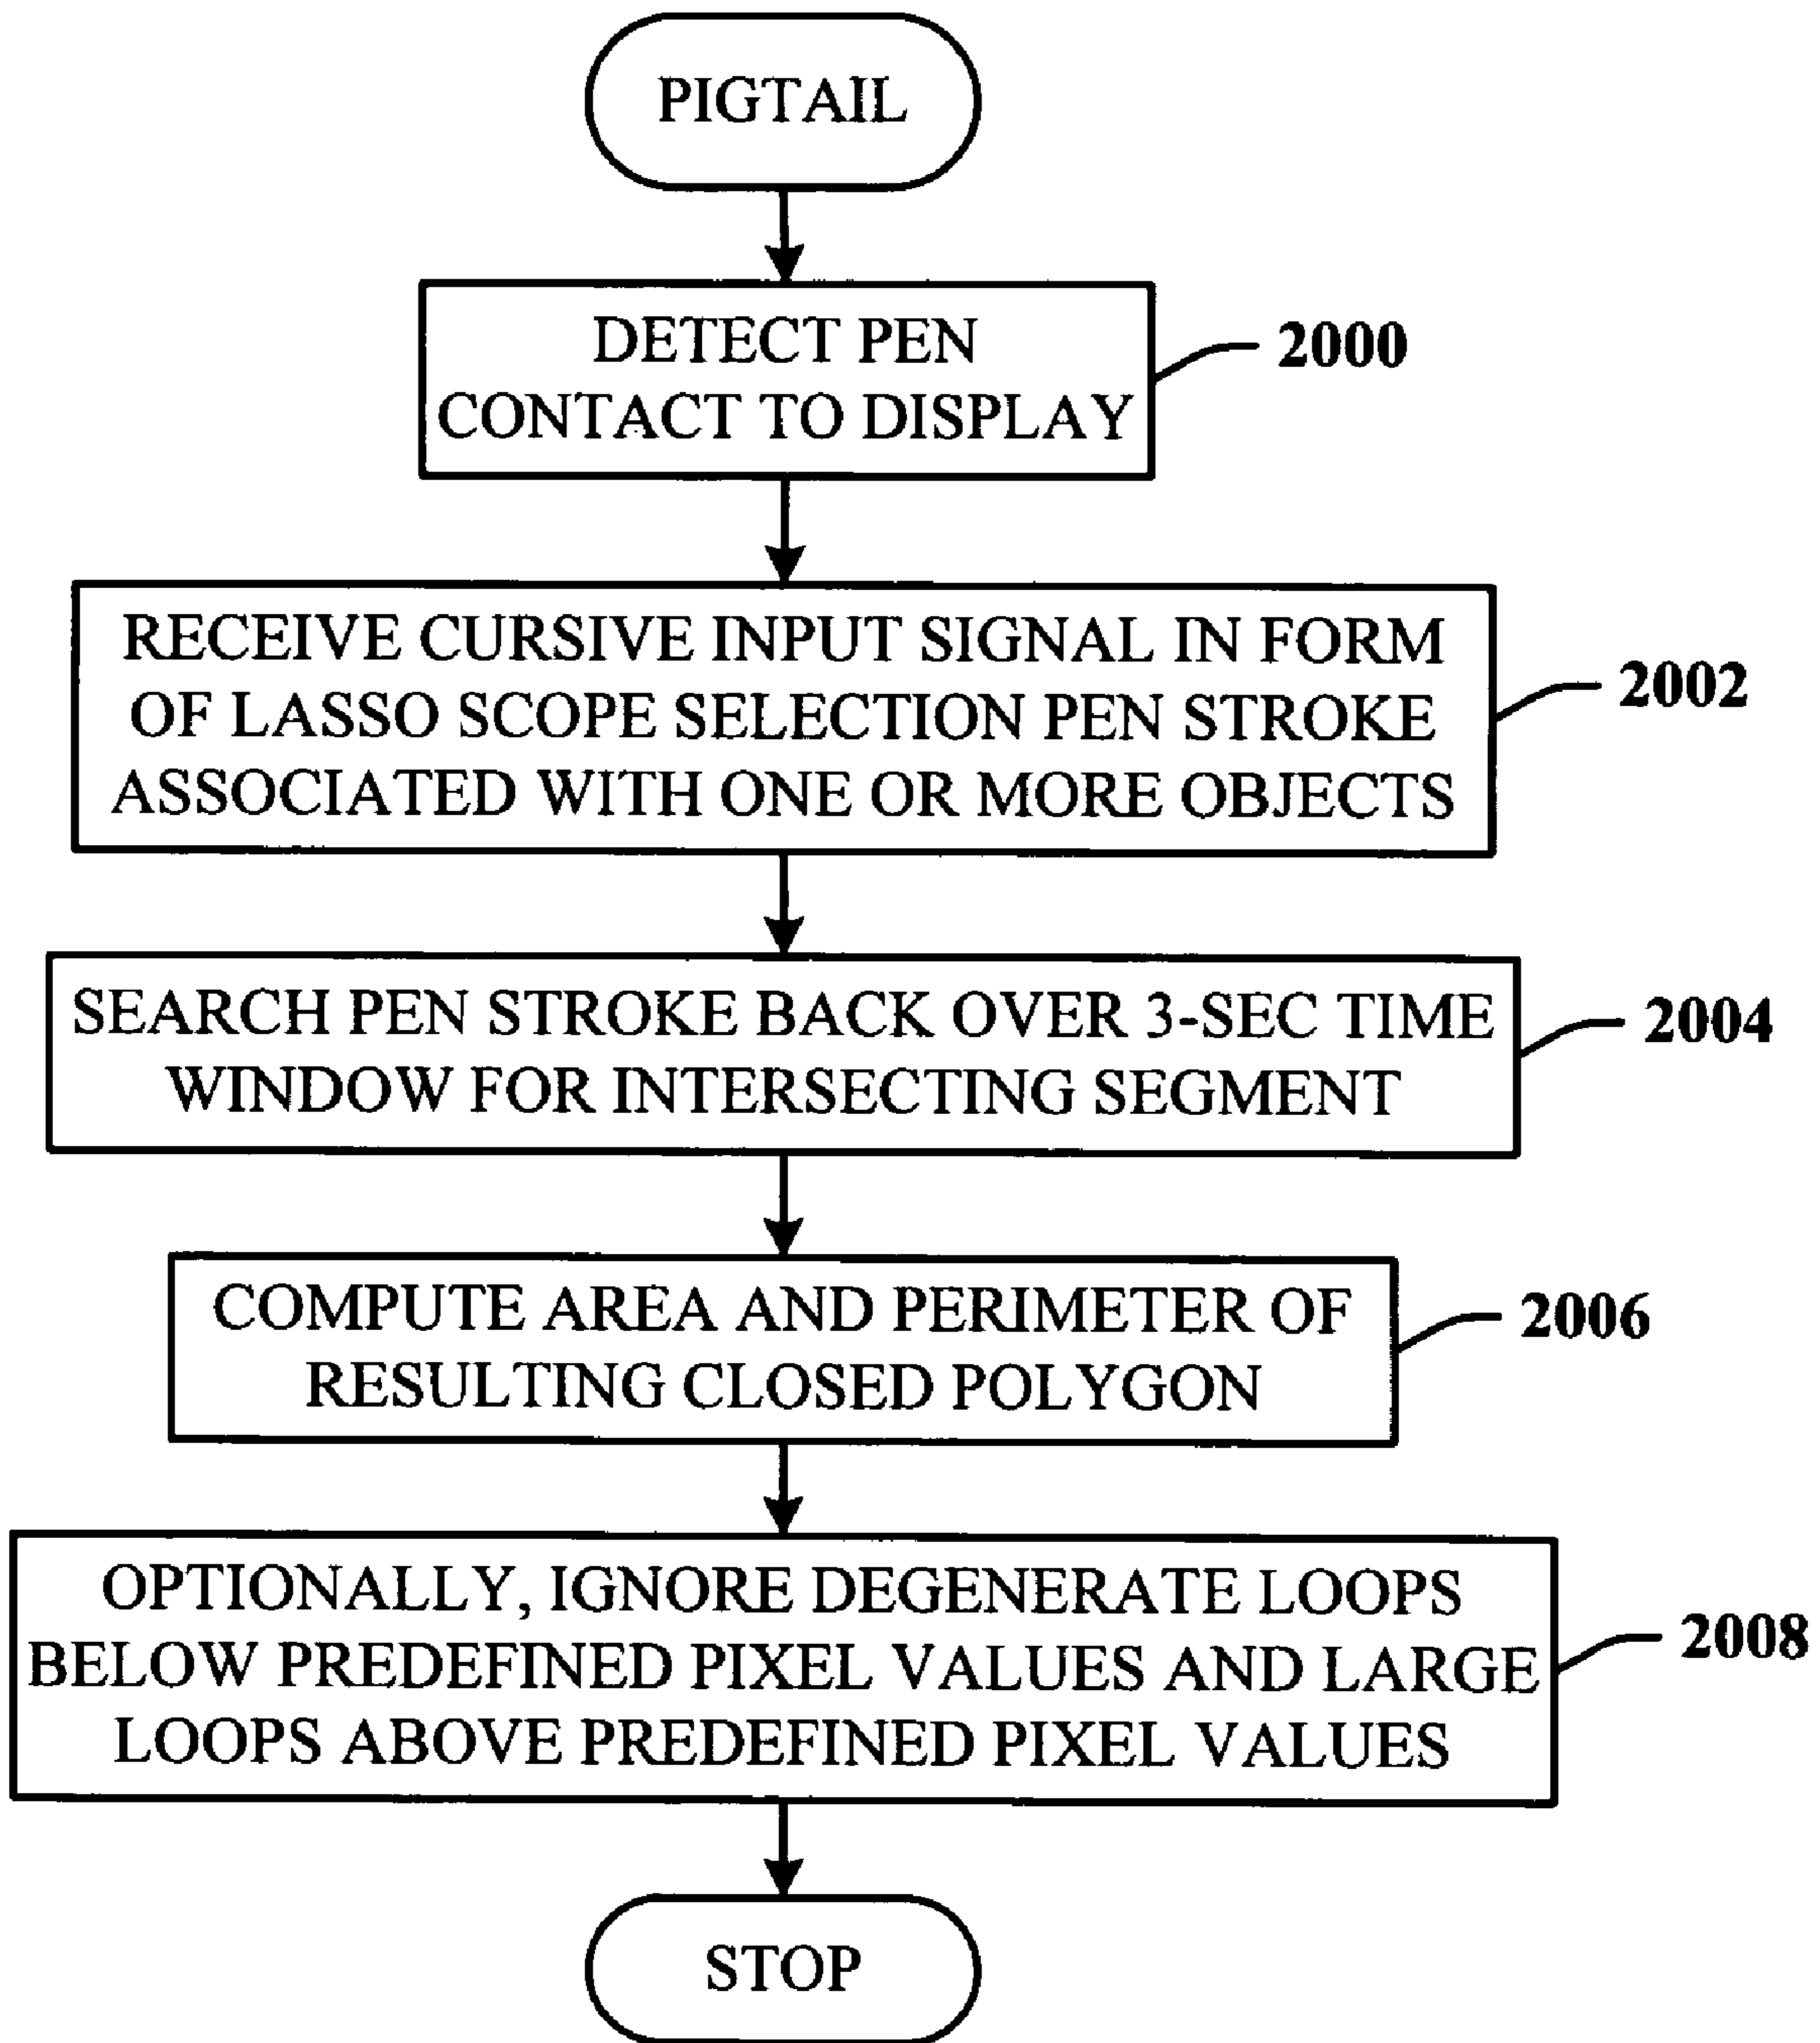 PIGTAIL
DETECT PEN
CONTACT TO DISPLAY
2000
RECEIVE CURSIVE INPUT SIGNAL IN FORM
OF LASSO SCOPE SELECTION PEN STROKE
ASSOCIATED WITH ONE OR MORE OBJECTS
2002
SEARCH PEN STROKE BACK OVER 3-SEC TIME
WINDOW FOR INTERSECTING SEGMENT
2004
COMPUTE AREA AND PERIMETER OF
RESULTING CLOSED POLYGON
2006
OPTIONALLY, IGNORE DEGENERATE LOOPS
BELOW PREDEFINED PIXEL VALUES AND LARGE
LOOPS ABOVE PREDEFINED PIXEL VALUES
2008
STOP